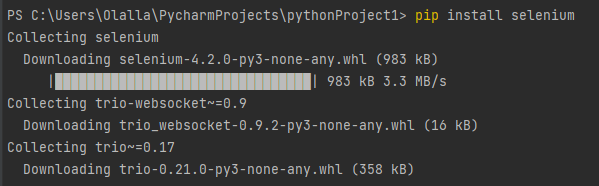 PS C:\Users\Olalla\PycharmProjects\pythonProject1> pip install selenium
Collecting selenium
Downloading selenium-4.2.0-py3-none-any.whl (983 kB)
|████████████████████████████████| 983 kB 3.3 MB/s
Collecting trio-websocket~=0.9
Downloading trio_websocket-0.9.2-py3-none-any.whl (16 kB)
Collecting trio~=0.17
Downloading trio-0.21.0-py3-none-any.whl (358 kB)